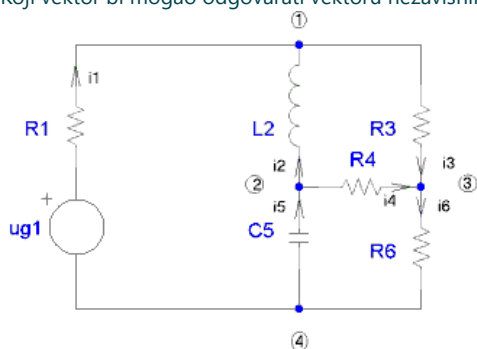 Koji vektor bi mogao odgovarati vektoru nezavisni
1
i1
R1
L2
R3
R4
i2
i3
2
3
i5
i4
i6
+
C5
ug1
R6
4